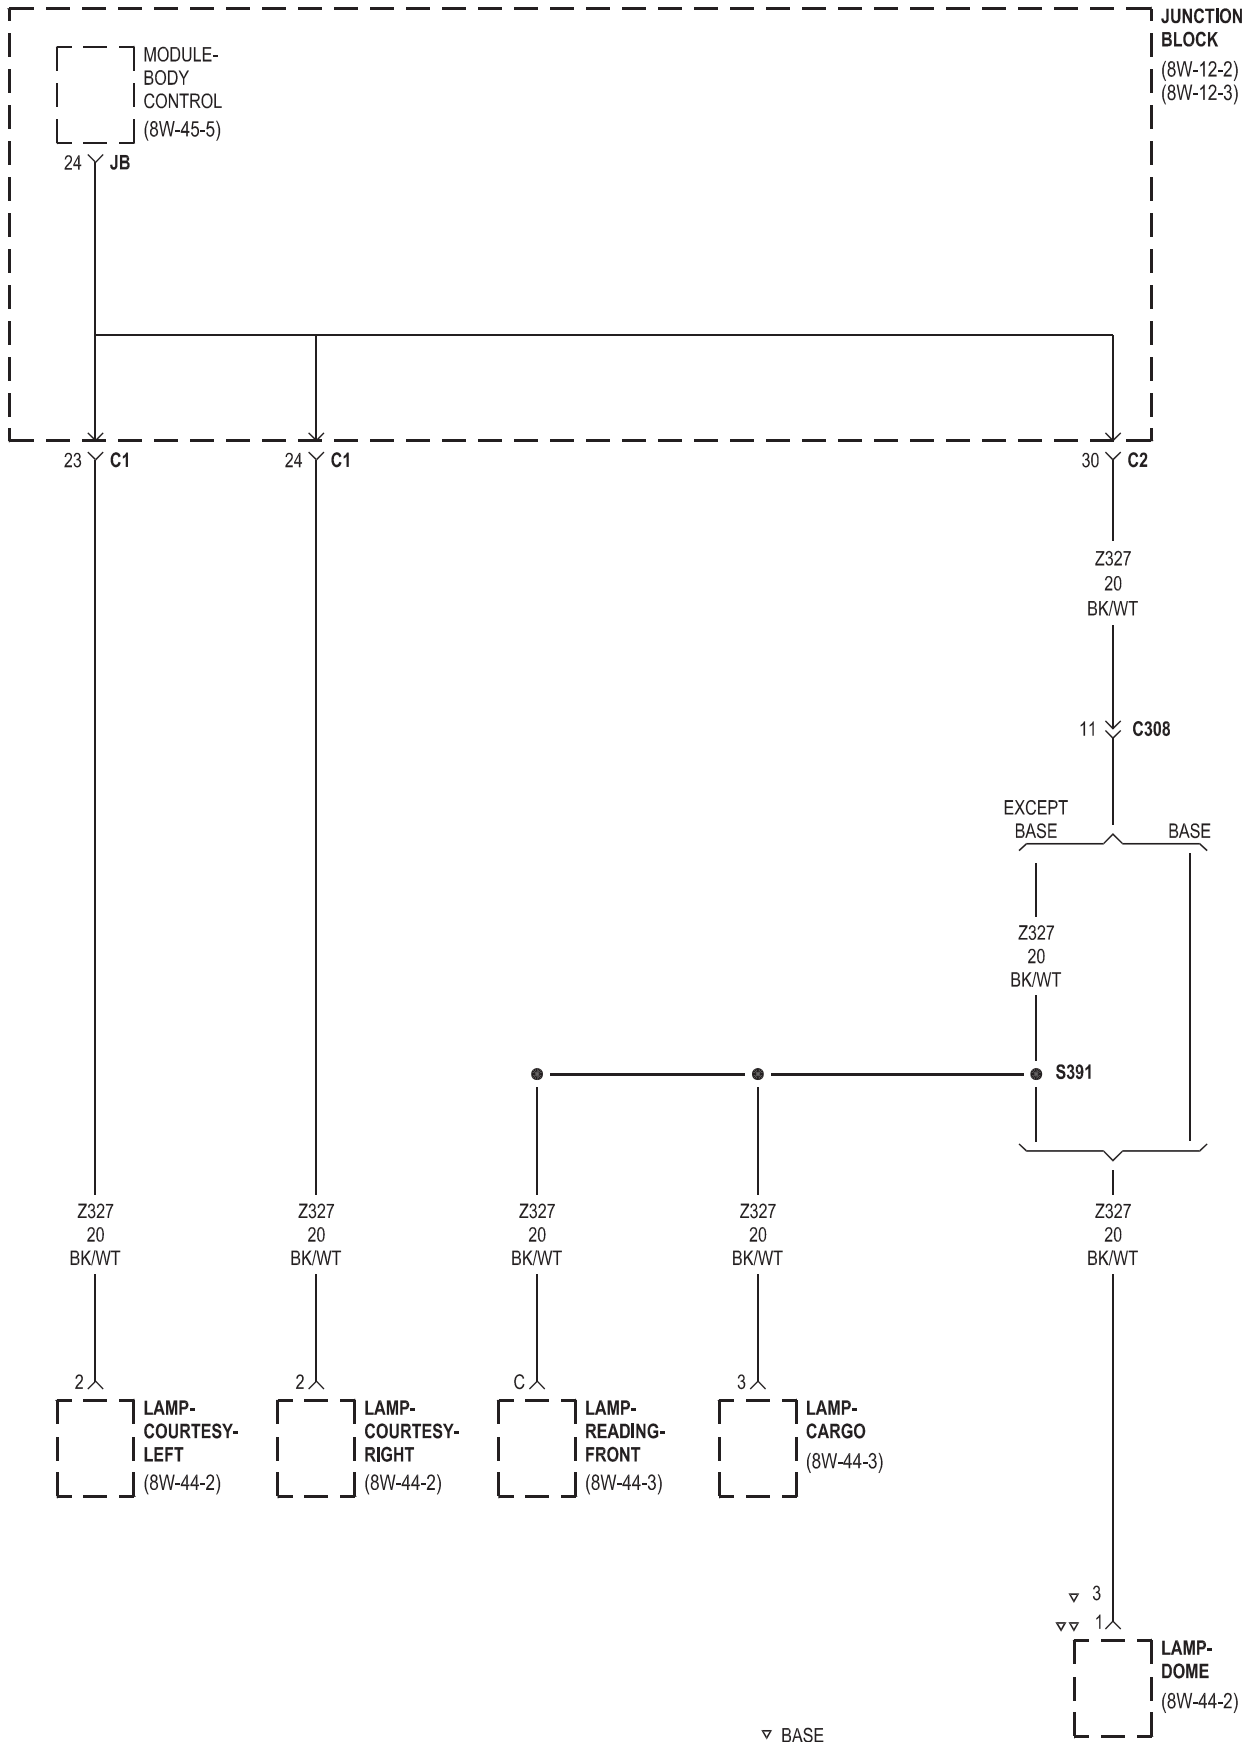 JUNCTION
BLOCK
(8W-12-2)
(8W-12-3)
MODULE-
BODY
CONTROL
(8W-45-5)
24 JB
23 C1
24 C1
30 C2
Z327
20
BK/WT
11 C308
EXCEPT
BASE
BASE
Z327
20
BK/WT
S391
Z327
20
BK/WT
Z327
20
BK/WT
Z327
20
BK/WT
Z327
20
BK/WT
Z327
20
BK/WT
2
LAMP-
COURTESY-
LEFT
(8W-44-2)
2
LAMP-
COURTESY-
RIGHT
(8W-44-2)
C
LAMP-
READING-
FRONT
(8W-44-3)
3
LAMP-
CARGO
(8W-44-3)
▿ 3
▿▿ 1
LAMP-
DOME
(8W-44-2)
▿ BASE